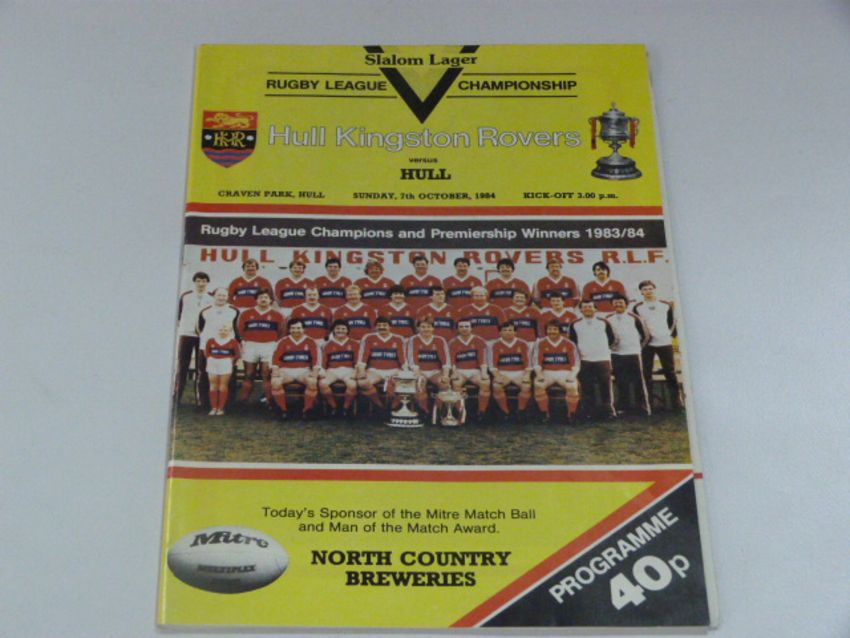 Slalom Lager
RUGBY LEAGUE CHAMPIONSHIP
HKR
Hull Kingston Rovers
versus
HULL
CRAVEN PARK, HULL SUNDAY, 7th OCTOBER, 1984 KICK-OFF 3.00 p.m.
Rugby League Champions and Premiership Winners 1983/84
HULL KINGSTON ROVERS R.L.F.
Today's Sponsor of the Mitre Match Ball
and Man of the Match Award.
NORTH COUNTRY
BREWERIES
Mitre
MULTIPLEX
PROGRAMME
40p